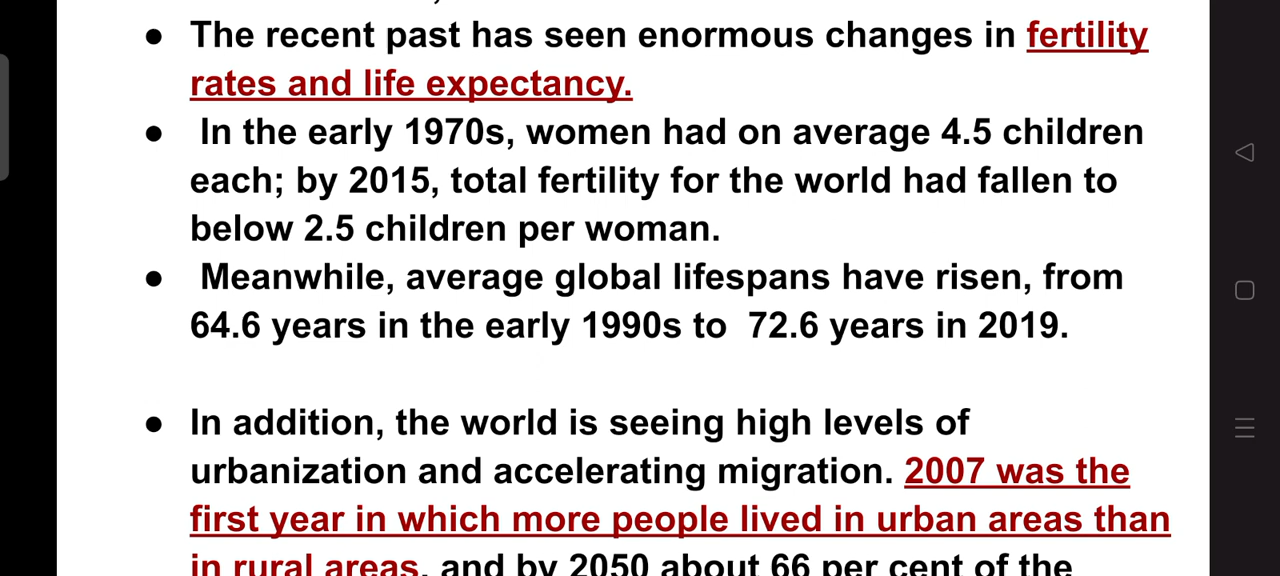 ● The recent past has seen enormous changes in fertility
rates and life expectancy.
● In the early 1970s, women had on average 4.5 children
each; by 2015, total fertility for the world had fallen to
below 2.5 children per woman.
● Meanwhile, average global lifespans have risen, from
64.6 years in the early 1990s to 72.6 years in 2019.
● In addition, the world is seeing high levels of
urbanization and accelerating migration. 2007 was the
first year in which more people lived in urban areas than
in rural areas, and by 2050 about 66 per cent of the